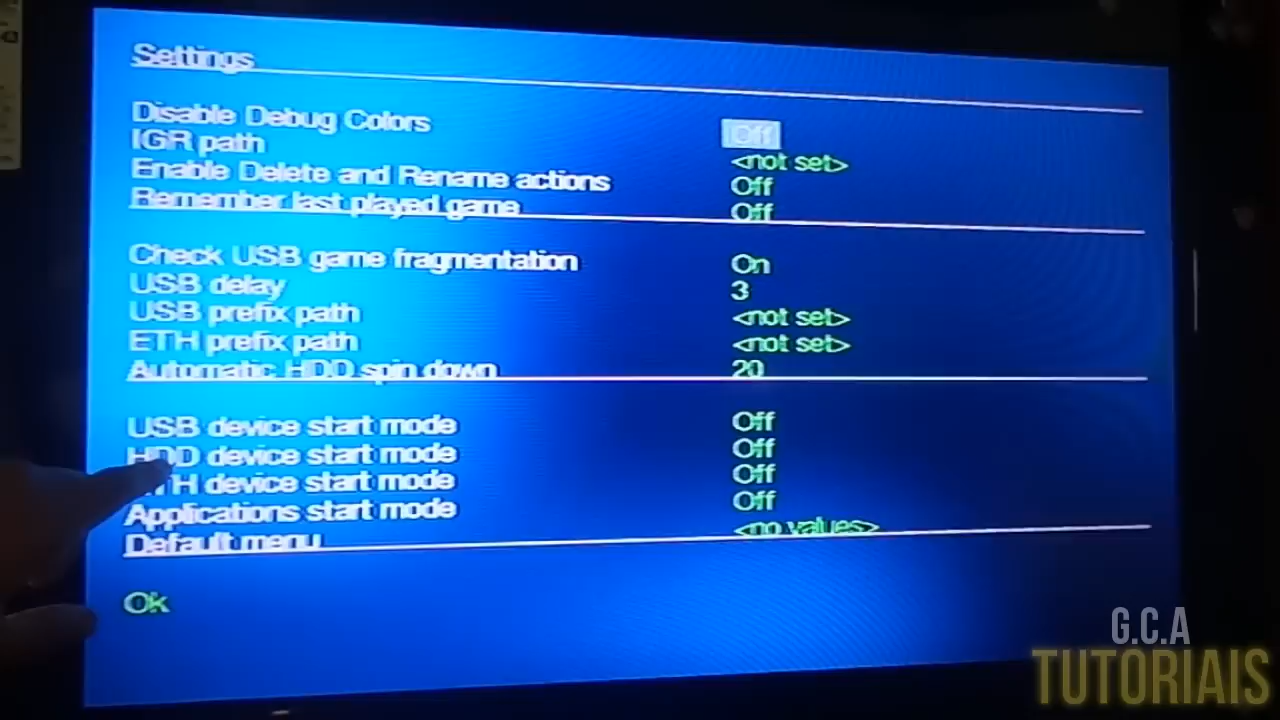 Settings
Disable Debug Colors Off
IGR path <not set>
Enable Delete and Rename actions Off
Remember last played game Off
Check USB game fragmentation On
USB delay 3
USB prefix path <not set>
ETH prefix path <not set>
Automatic HDD spin down 20
USB device start mode Off
HDD device start mode Off
ETH device start mode Off
Applications start mode Off
Default menu <no values>
Ok
G.C.A
TUTORIAIS